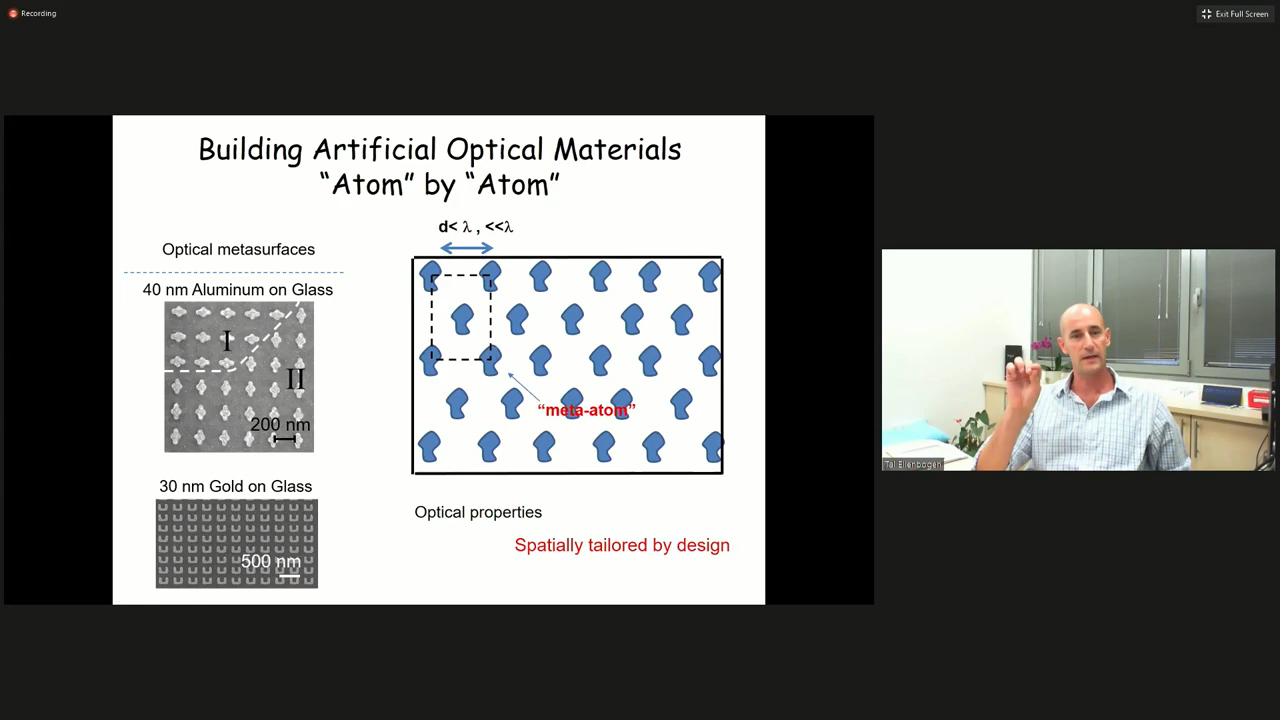 Recording
Exit Full Screen
Building Artificial Optical Materials
“Atom” by “Atom”
d< λ , <<λ
Optical metasurfaces
40 nm Aluminum on Glass
I
II
200 nm
“meta-atom”
30 nm Gold on Glass
500 nm
Optical properties
Spatially tailored by design
Tal Ellenbogen